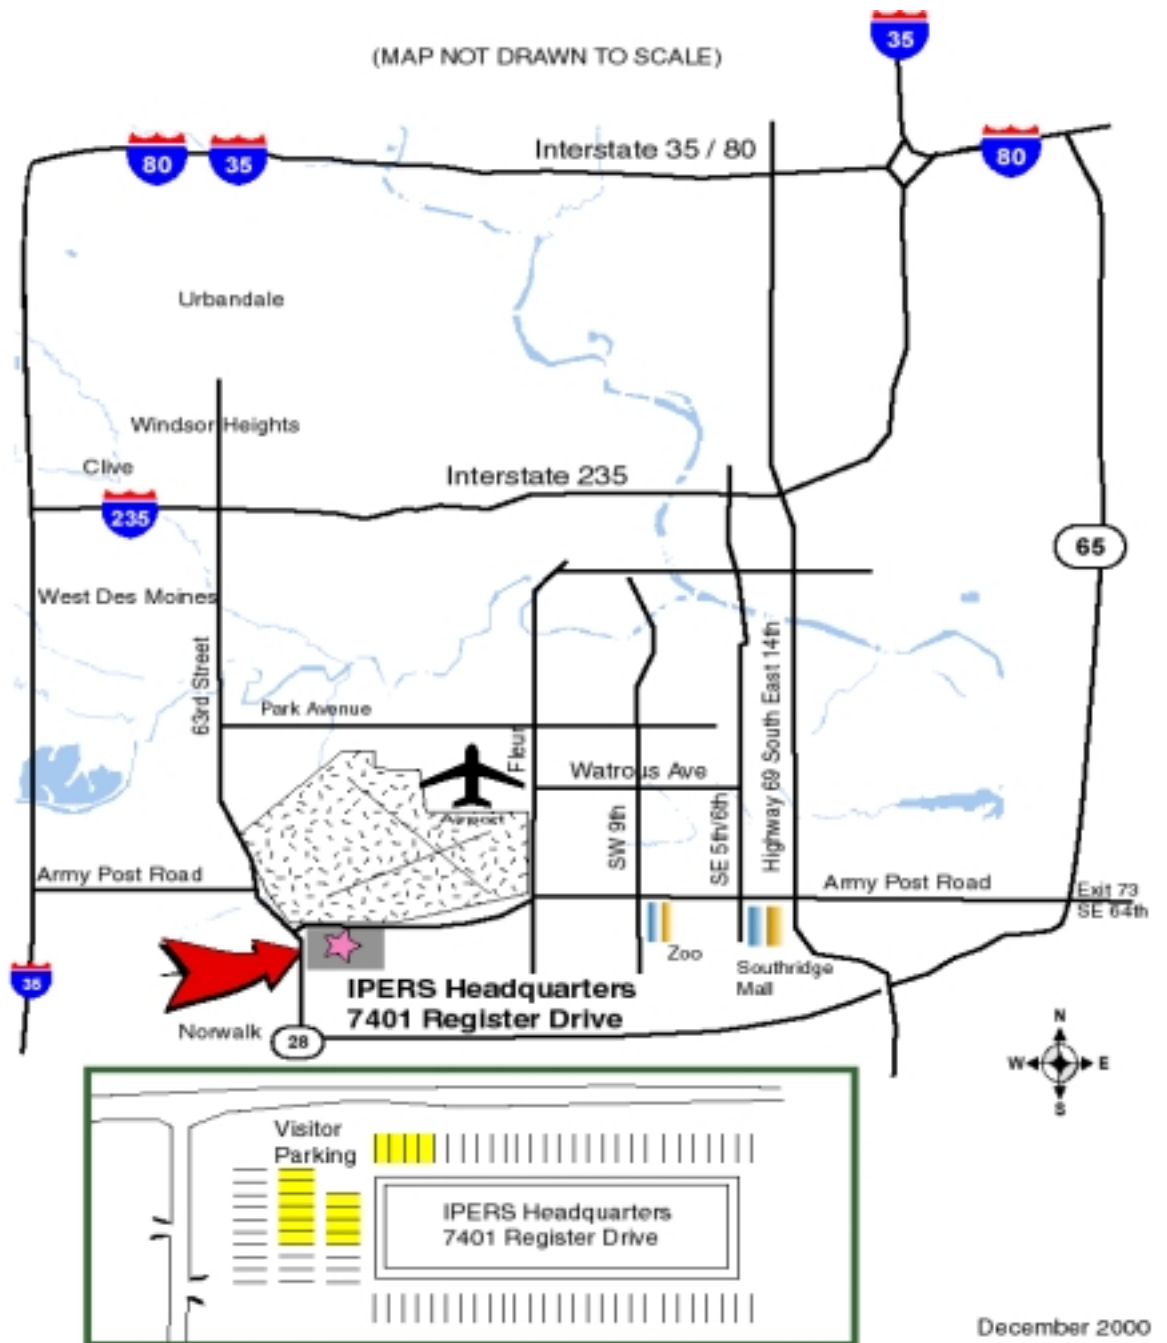 35
(MAP NOT DRAWN TO SCALE)
Interstate 35 / 80
80
35
80
Urbandale
Windsor Heights
Clive
Interstate 235
235
65
West Des Moines
63rd Street
Park Avenue
Fleur
Watrous Ave
Airport
SW 9th
SE 5th/6th
Highway 69 South East 14th
Army Post Road
Army Post Road
Exit 73
SE 64th
Zoo
Southridge
Mall
35
IPERS Headquarters
7401 Register Drive
Norwalk
28
N
W
E
S
Visitor
Parking
IPERS Headquarters
7401 Register Drive
December 2000